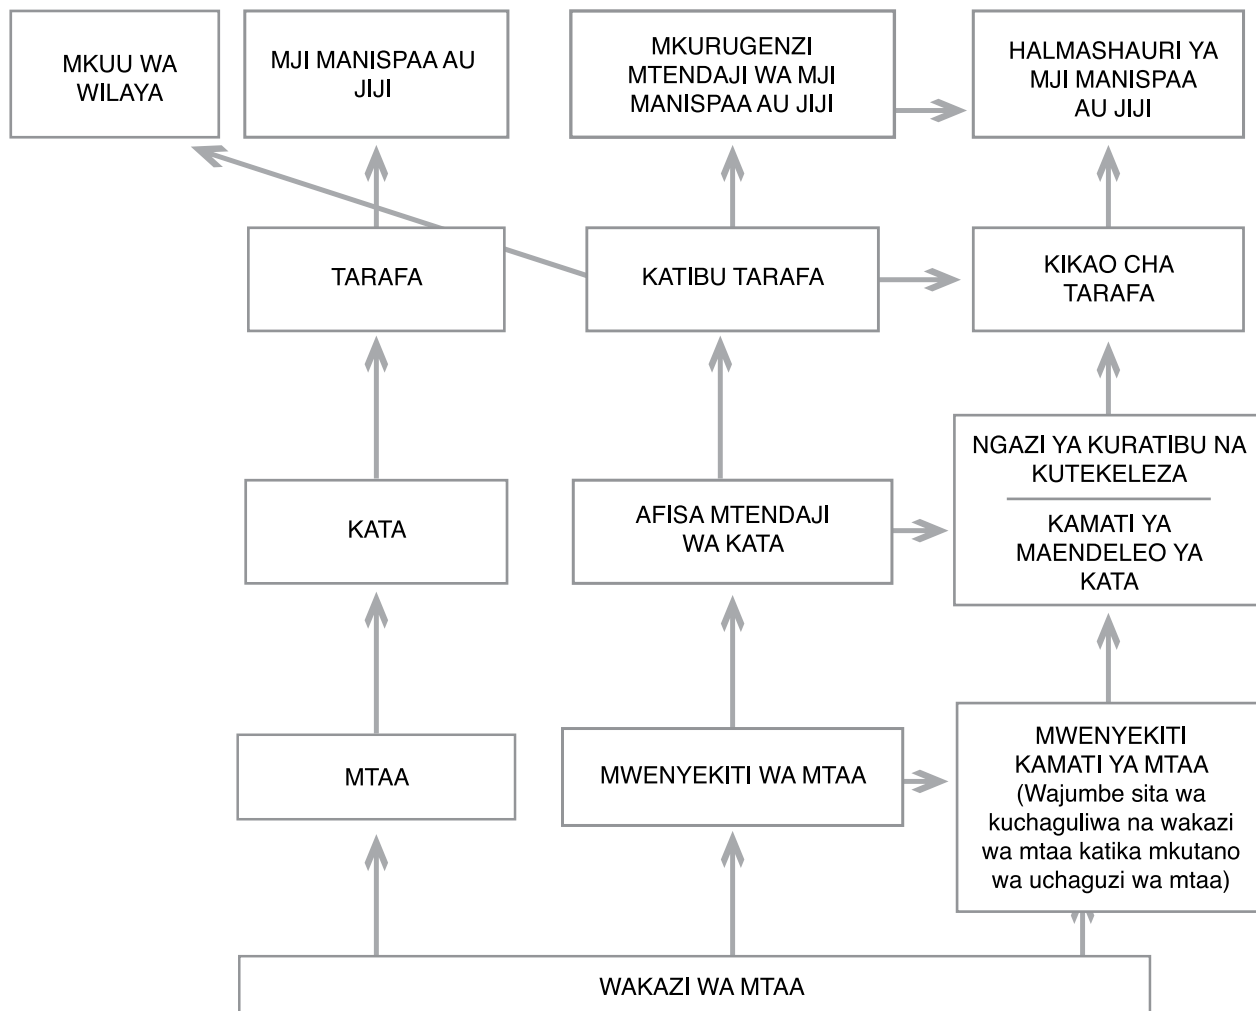 MKUU WA
WILAYA
MJI MANISPAA AU
JIJI
MKURUGENZI
MTENDAJI WA MJI
MANISPAA AU JIJI
HALMASHAURI YA
MJI MANISPAA
AU JIJI
TARAFA
KATIBU TARAFA
KIKAO CHA
TARAFA
KATA
AFISA MTENDAJI
WA KATA
NGAZI YA KURATIBU NA
KUTEKELEZA
KAMATI YA
MAENDELEO YA
KATA
MTAA
MWENYEKITI WA MTAA
MWENYEKITI
KAMATI YA MTAA
(Wajumbe sita wa
kuchaguliwa na wakazi
wa mtaa katika mkutano
wa uchaguzi wa mtaa)
WAKAZI WA MTAA